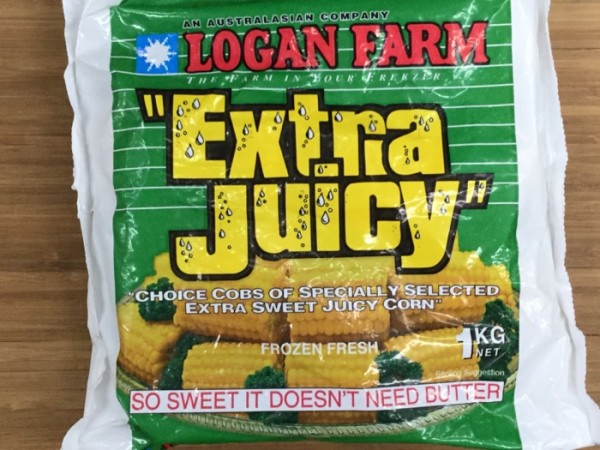 AN AUSTRALASIAN COMPANY
LOGAN FARM
THE FARM IN YOUR FREEZER
"Extra
Juicy"
"CHOICE COBS OF SPECIALLY SELECTED
EXTRA SWEET JUICY CORN"
FROZEN FRESH
1KG
NET
Serving Suggestion
SO SWEET IT DOESN'T NEED BUTTER